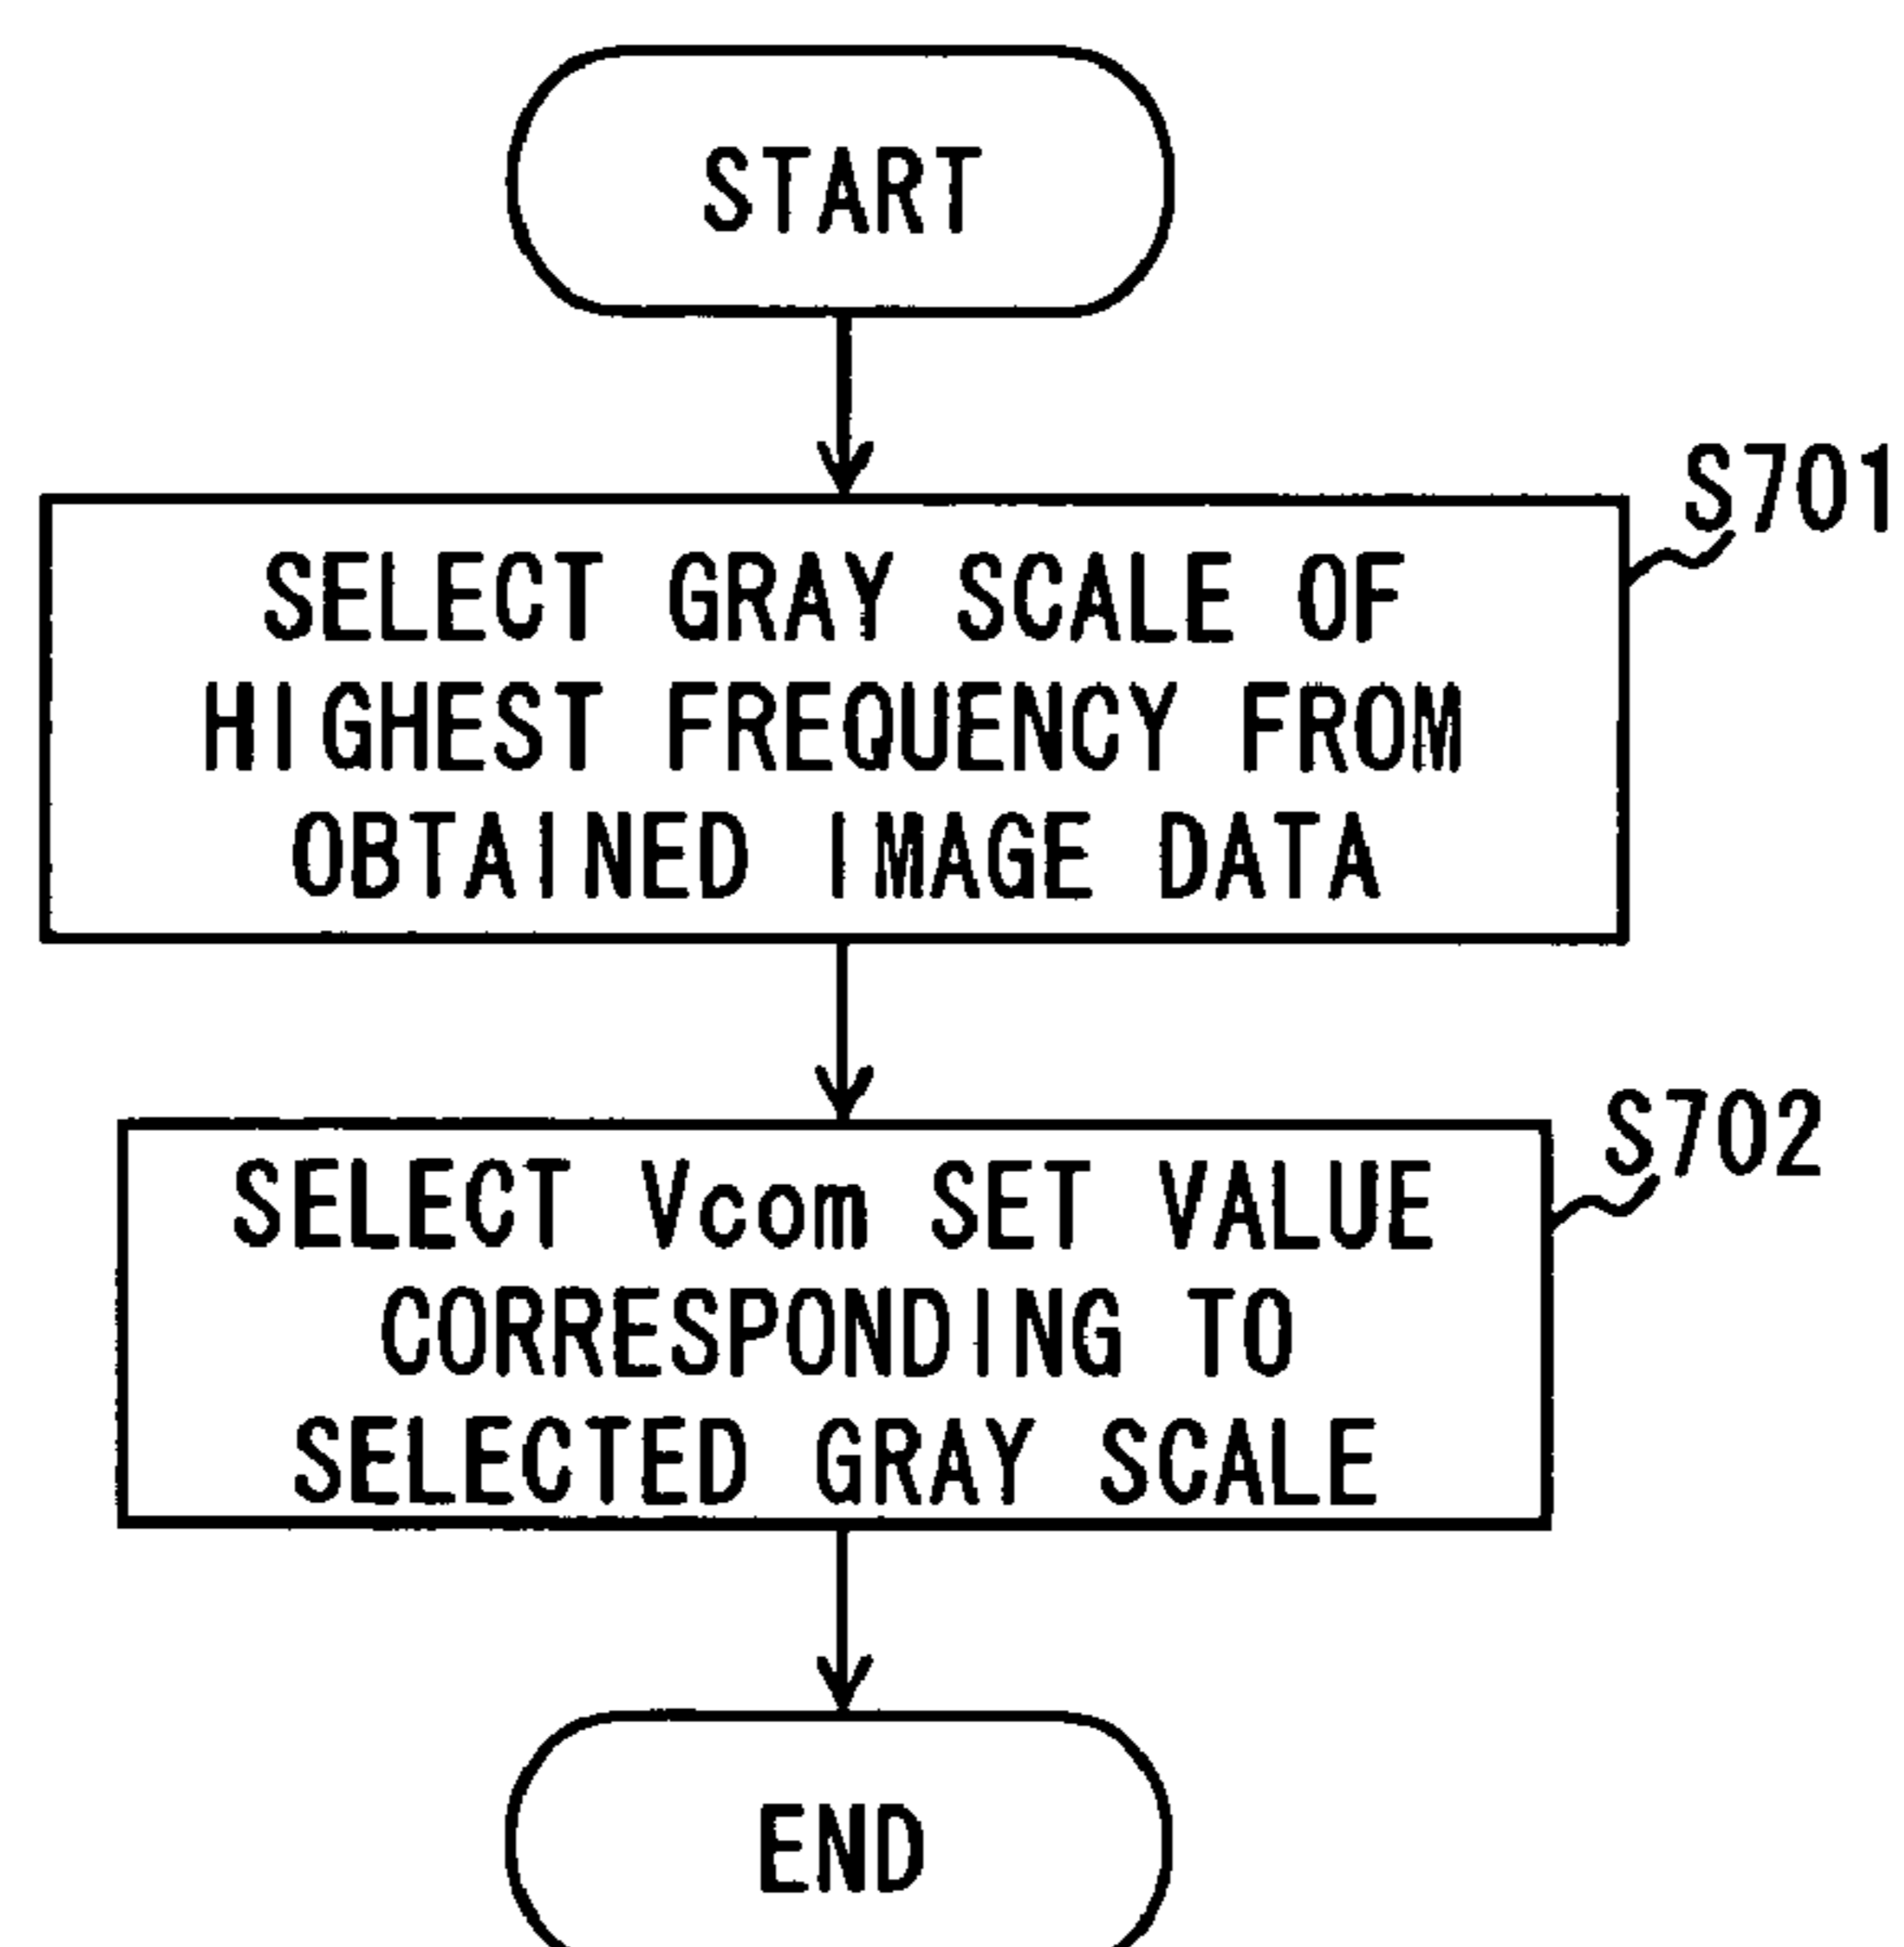 START
S701
SELECT GRAY SCALE OF
HIGHEST FREQUENCY FROM
OBTAINED IMAGE DATA
S702
SELECT Vcom SET VALUE
CORRESPONDING TO
SELECTED GRAY SCALE
END